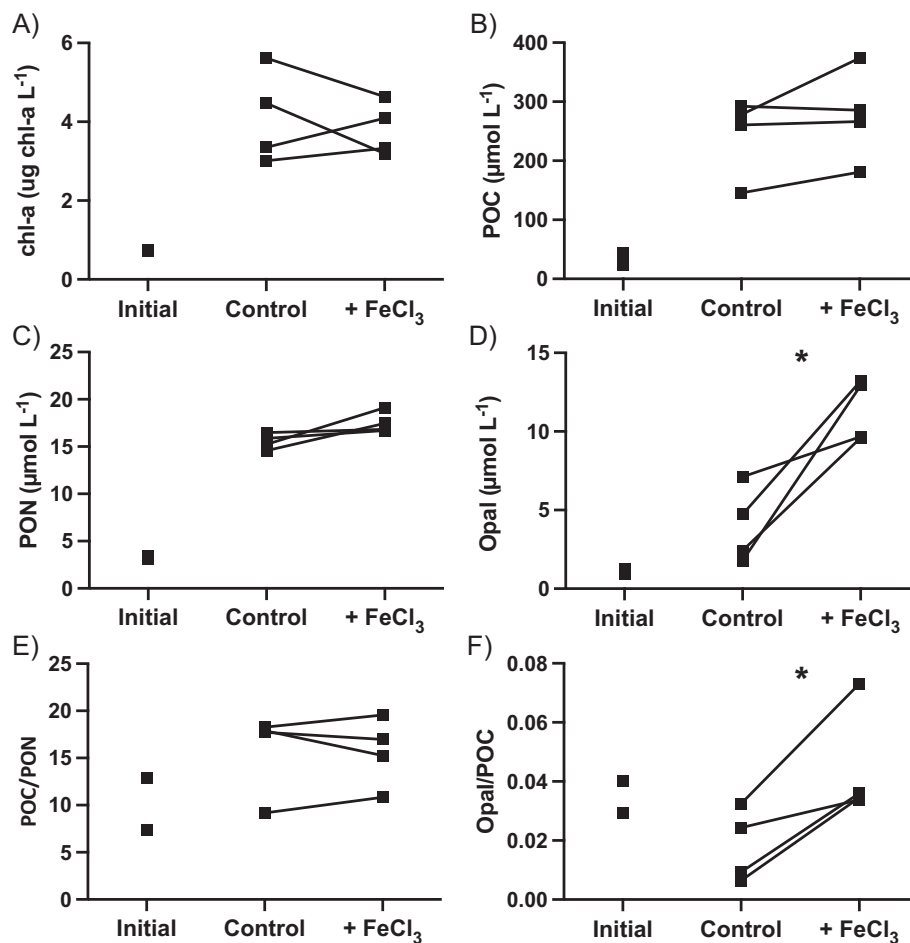 A)
chl-a (ug chl-a L⁻¹)
6
4
2
0
Initial Control + FeCl₃
B)
POC (µmol L⁻¹)
400
300
200
100
0
Initial Control + FeCl₃
C)
PON (µmol L⁻¹)
25
20
15
10
5
0
Initial Control + FeCl₃
D)
Opal (µmol L⁻¹)
15
10
5
0
*
Initial Control + FeCl₃
E)
POC/PON
25
20
15
10
5
0
Initial Control + FeCl₃
F)
Opal/POC
0.08
0.06
0.04
0.02
0.00
*
Initial Control + FeCl₃